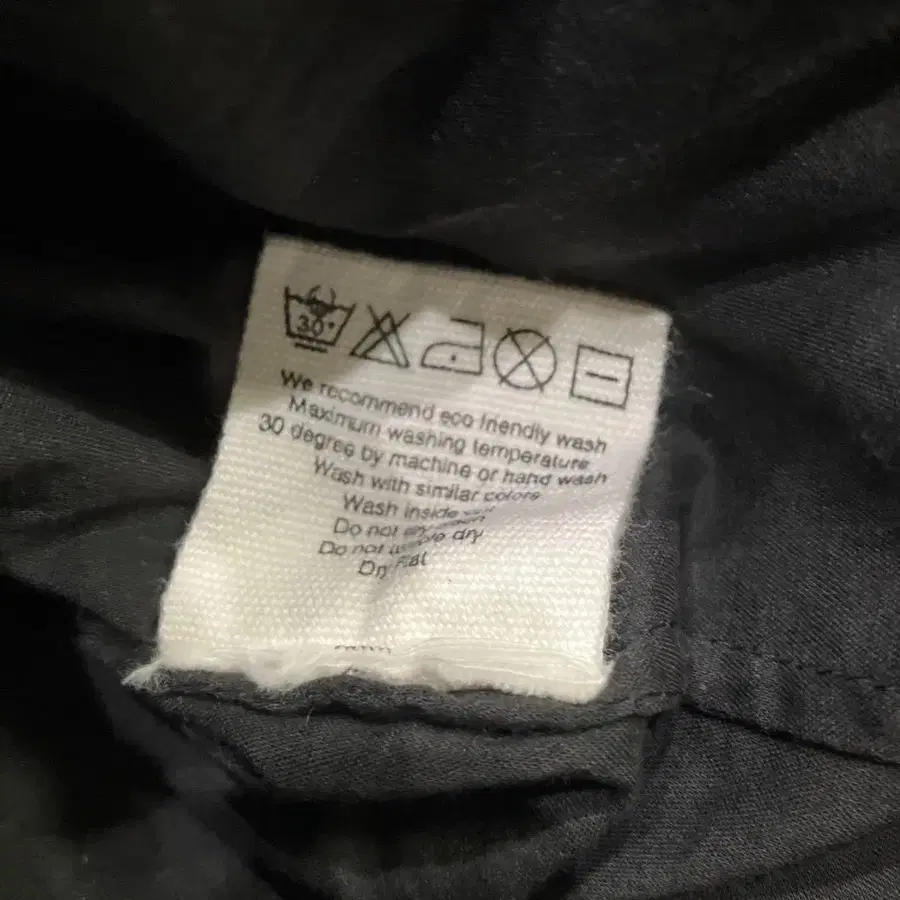 30°
We recommend eco friendly wash
Maximum washing temperature
30 degree by machine or hand wash
Wash with similar colors
Wash inside
Do not
Do not dry
Dry Flat